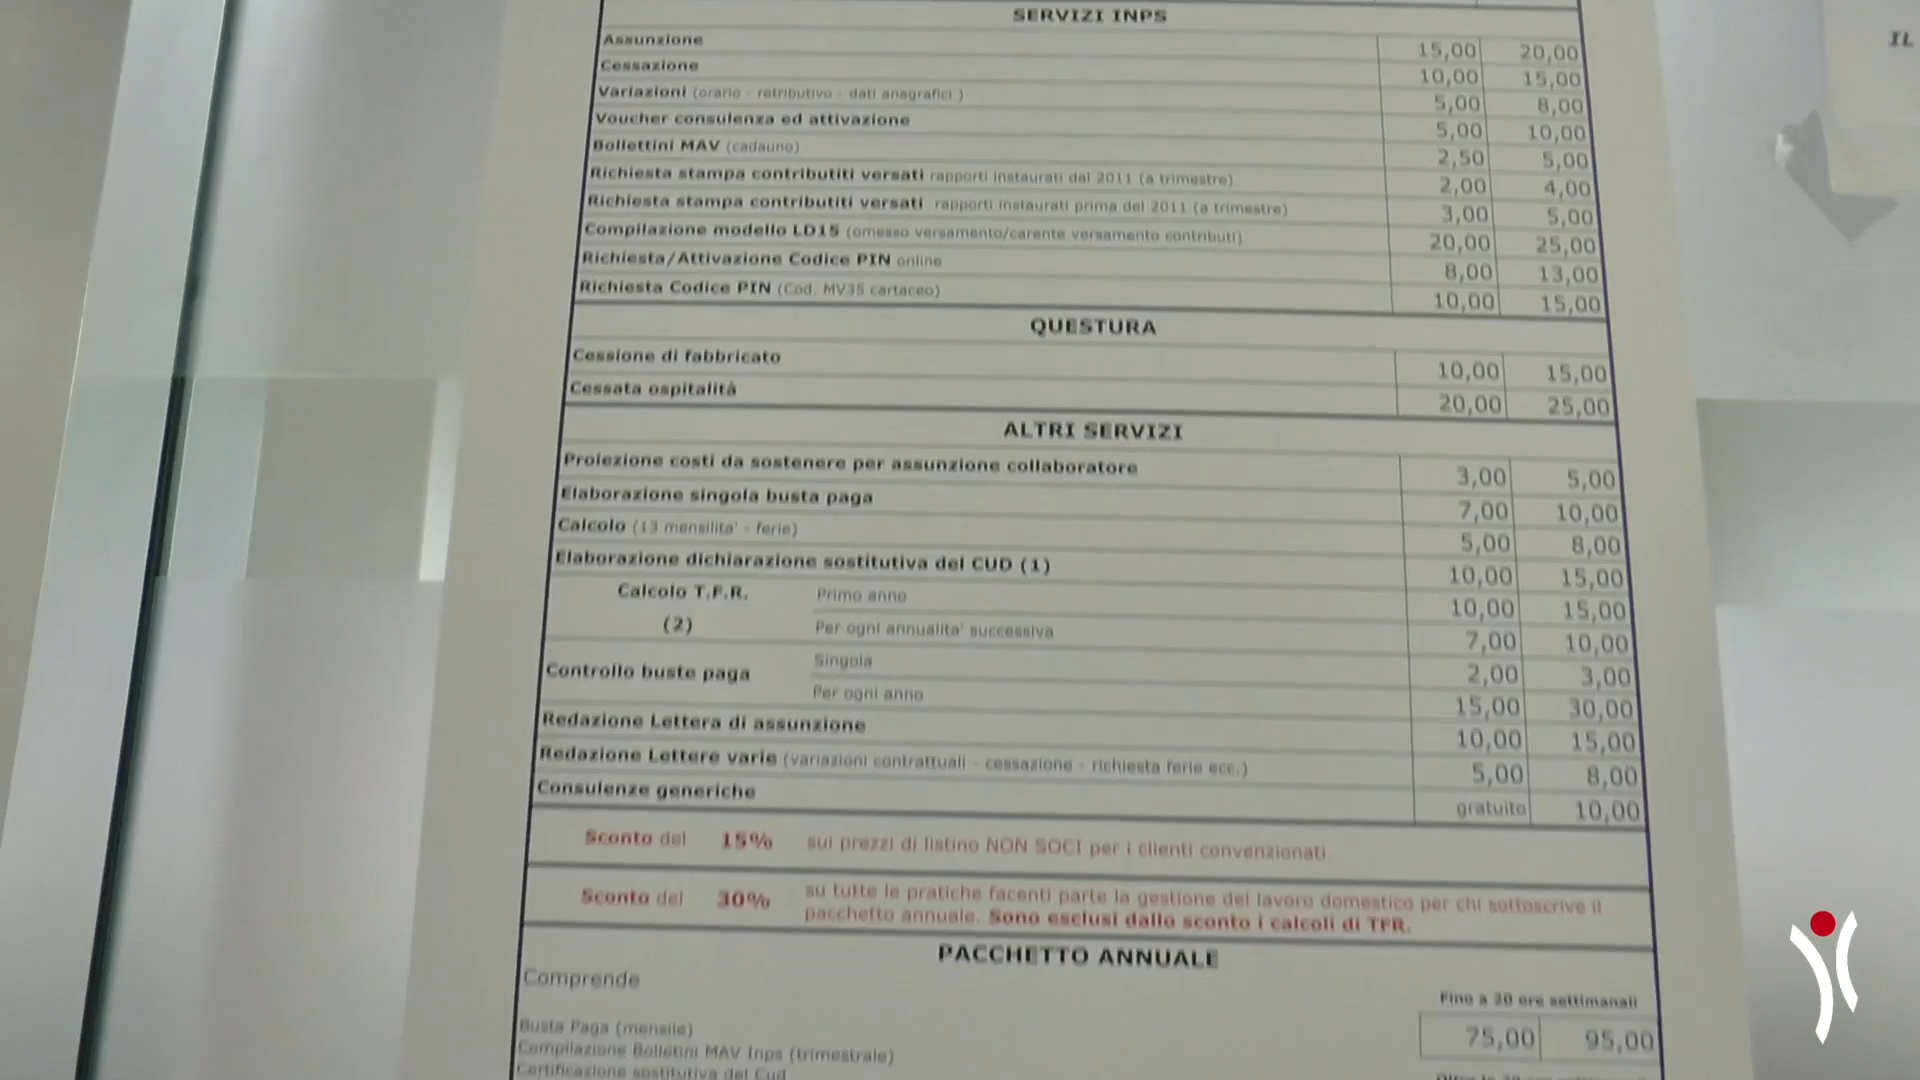 SERVIZI INPS
Assunzione 15,00 20,00
Cessazione 10,00 15,00
Variazioni (orario - retributivo - dati anagrafici ) 5,00 8,00
Voucher consulenza ed attivazione 5,00 10,00
Bollettini MAV (cadauno) 2,50 5,00
Richiesta stampa contributiti versati rapporti instaurati dal 2011 (a trimestre) 2,00 4,00
Richiesta stampa contributiti versati rapporti instaurati prima del 2011 (a trimestre) 3,00 5,00
Compilazione modello LD15 (omesso versamento/carente versamento contributi) 20,00 25,00
Richiesta/Attivazione Codice PIN online 8,00 13,00
Richiesta Codice PIN (Cod. MV35 cartaceo) 10,00 15,00
QUESTURA
Cessione di fabbricato 10,00 15,00
Cessata ospitalità 20,00 25,00
ALTRI SERVIZI
Proiezione costi da sostenere per assunzione collaboratore 3,00 5,00
Elaborazione singola busta paga 7,00 10,00
Calcolo (13 mensilita' - ferie) 5,00 8,00
Elaborazione dichiarazione sostitutiva del CUD (1) 10,00 15,00
Calcolo T.F.R. Primo anno 10,00 15,00
(2) Per ogni annualita' successiva 7,00 10,00
Controllo buste paga Singola 2,00 3,00
Per ogni anno 15,00 30,00
Redazione Lettera di assunzione 10,00 15,00
Redazione Lettere varie (variazioni contrattuali - cessazione - richiesta ferie ecc.) 5,00 8,00
Consulenze generiche gratuito 10,00
Sconto del 15% sui prezzi di listino NON SOCI per i clienti convenzionati.
Sconto del 30% su tutte le pratiche facenti parte la gestione del lavoro domestico per chi sottoscrive il
pacchetto annuale. Sono esclusi dallo sconto i calcoli di TFR.
PACCHETTO ANNUALE
Comprende
Fino a 30 ore settimanali
Busta Paga (mensile) 75,00 95,00
Compilazione Bolletini MAV Inps (trimestrale)
Certificazione sostitutiva del Cud
IL